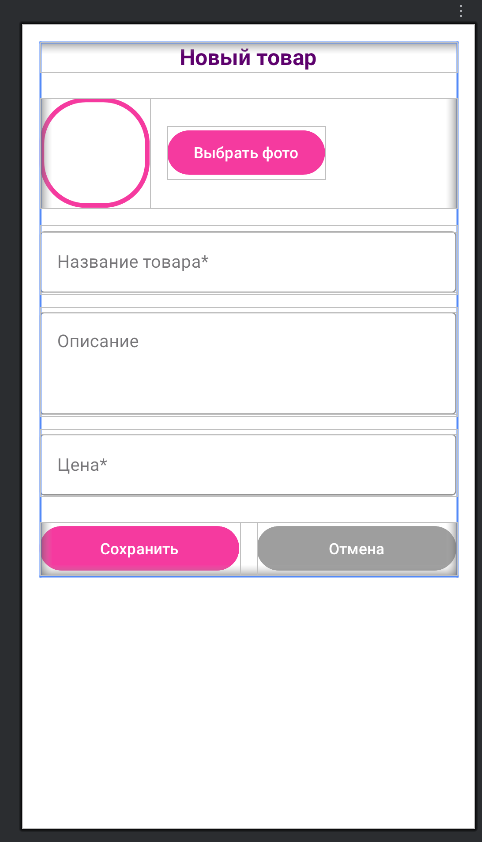 Новый товар
Выбрать фото
Название товара*
Описание
Цена*
Сохранить
Отмена